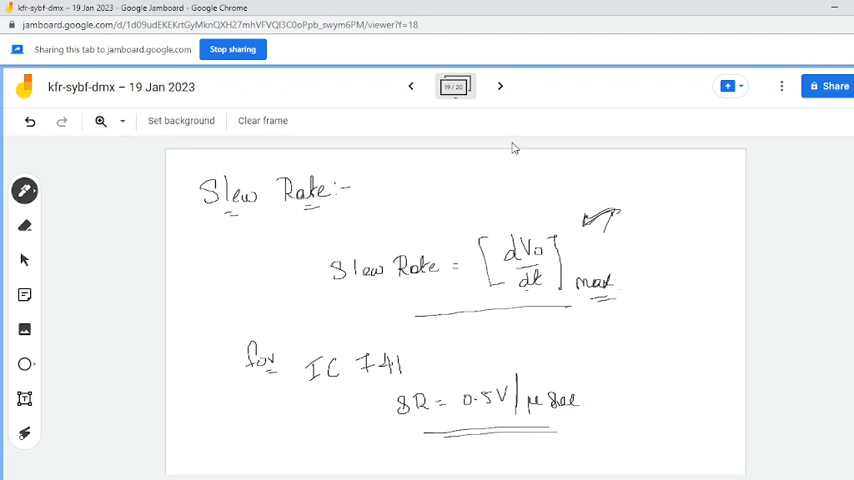 kfr-sybf-dmx – 19 Jan 2023 - Google Jamboard - Google Chrome
jamboard.google.com/d/1d09udEKEKrtGyMknQXH27mhVFVQI3C0oPpb_swym6PM/viewer?f=18
Sharing this tab to jamboard.google.com Stop sharing
kfr-sybf-dmx – 19 Jan 2023 19 / 20 Share
Set background Clear frame
Slew Rate:-
Slew Rate = [dVo/dt] max
for IC 741
SR = 0.5V/μ Sec